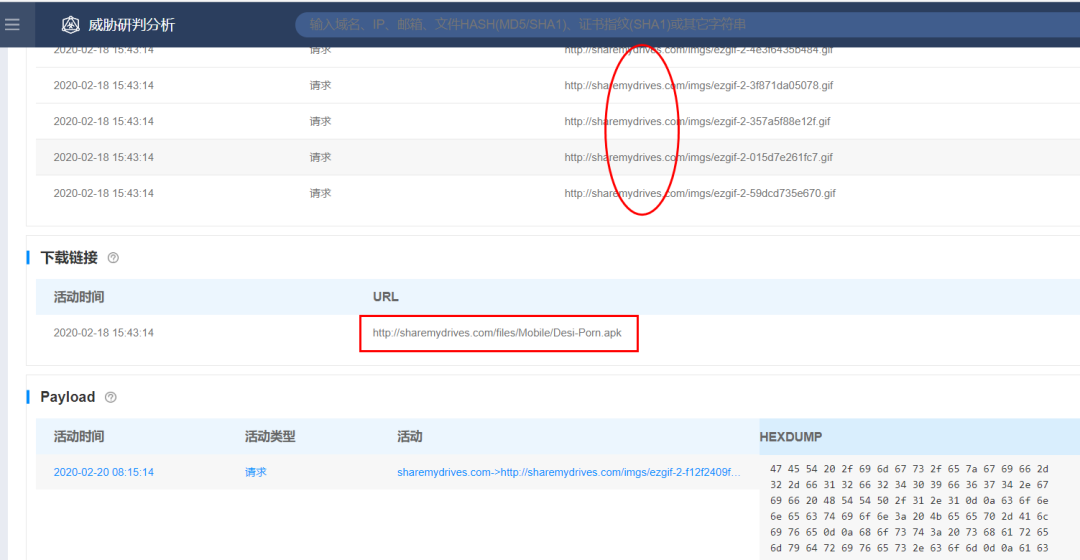 威胁研判分析 输入域名、IP、邮箱、文件HASH(MD5/SHA1)、证书指纹(SHA1)或其它字符串
2020-02-18 15:43:14 请求 http://sharemydrives.com/imgs/ezgif-2-4e3f6435b484.gif
2020-02-18 15:43:14 请求 http://sharemydrives.com/imgs/ezgif-2-3f871da05078.gif
2020-02-18 15:43:14 请求 http://sharemydrives.com/imgs/ezgif-2-357a5f88e12f.gif
2020-02-18 15:43:14 请求 http://sharemydrives.com/imgs/ezgif-2-015d7e261fc7.gif
2020-02-18 15:43:14 请求 http://sharemydrives.com/imgs/ezgif-2-59dcd735e670.gif
下载链接
活动时间 URL
2020-02-18 15:43:14 http://sharemydrives.com/files/Mobile/Desi-Porn.apk
Payload
活动时间 活动类型 活动 HEXDUMP
2020-02-20 08:15:14 请求 sharemydrives.com->http://sharemydrives.com/imgs/ezgif-2-f12f2409f...
47 45 54 20 2f 69 6d 67 73 2f 65 7a 67 69 66 2d
32 2d 66 31 32 66 32 34 30 39 66 36 37 34 2e 67
69 66 20 48 54 54 50 2f 31 2e 31 0d 0a 63 6f 6e
6e 65 63 74 69 6f 6e 3a 20 4b 65 65 70 2d 41 6c
69 76 65 0d 0a 68 6f 73 74 3a 20 73 68 61 72 65
6d 79 64 72 69 76 65 73 2e 63 6f 6d 0d 0a 61 63